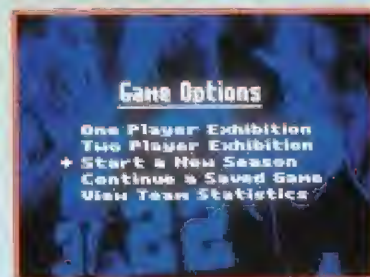 Game Options
One Player Exhibition
Two Player Exhibition
+ Start a New Season
Continue a Saved Game
View Team Statistics